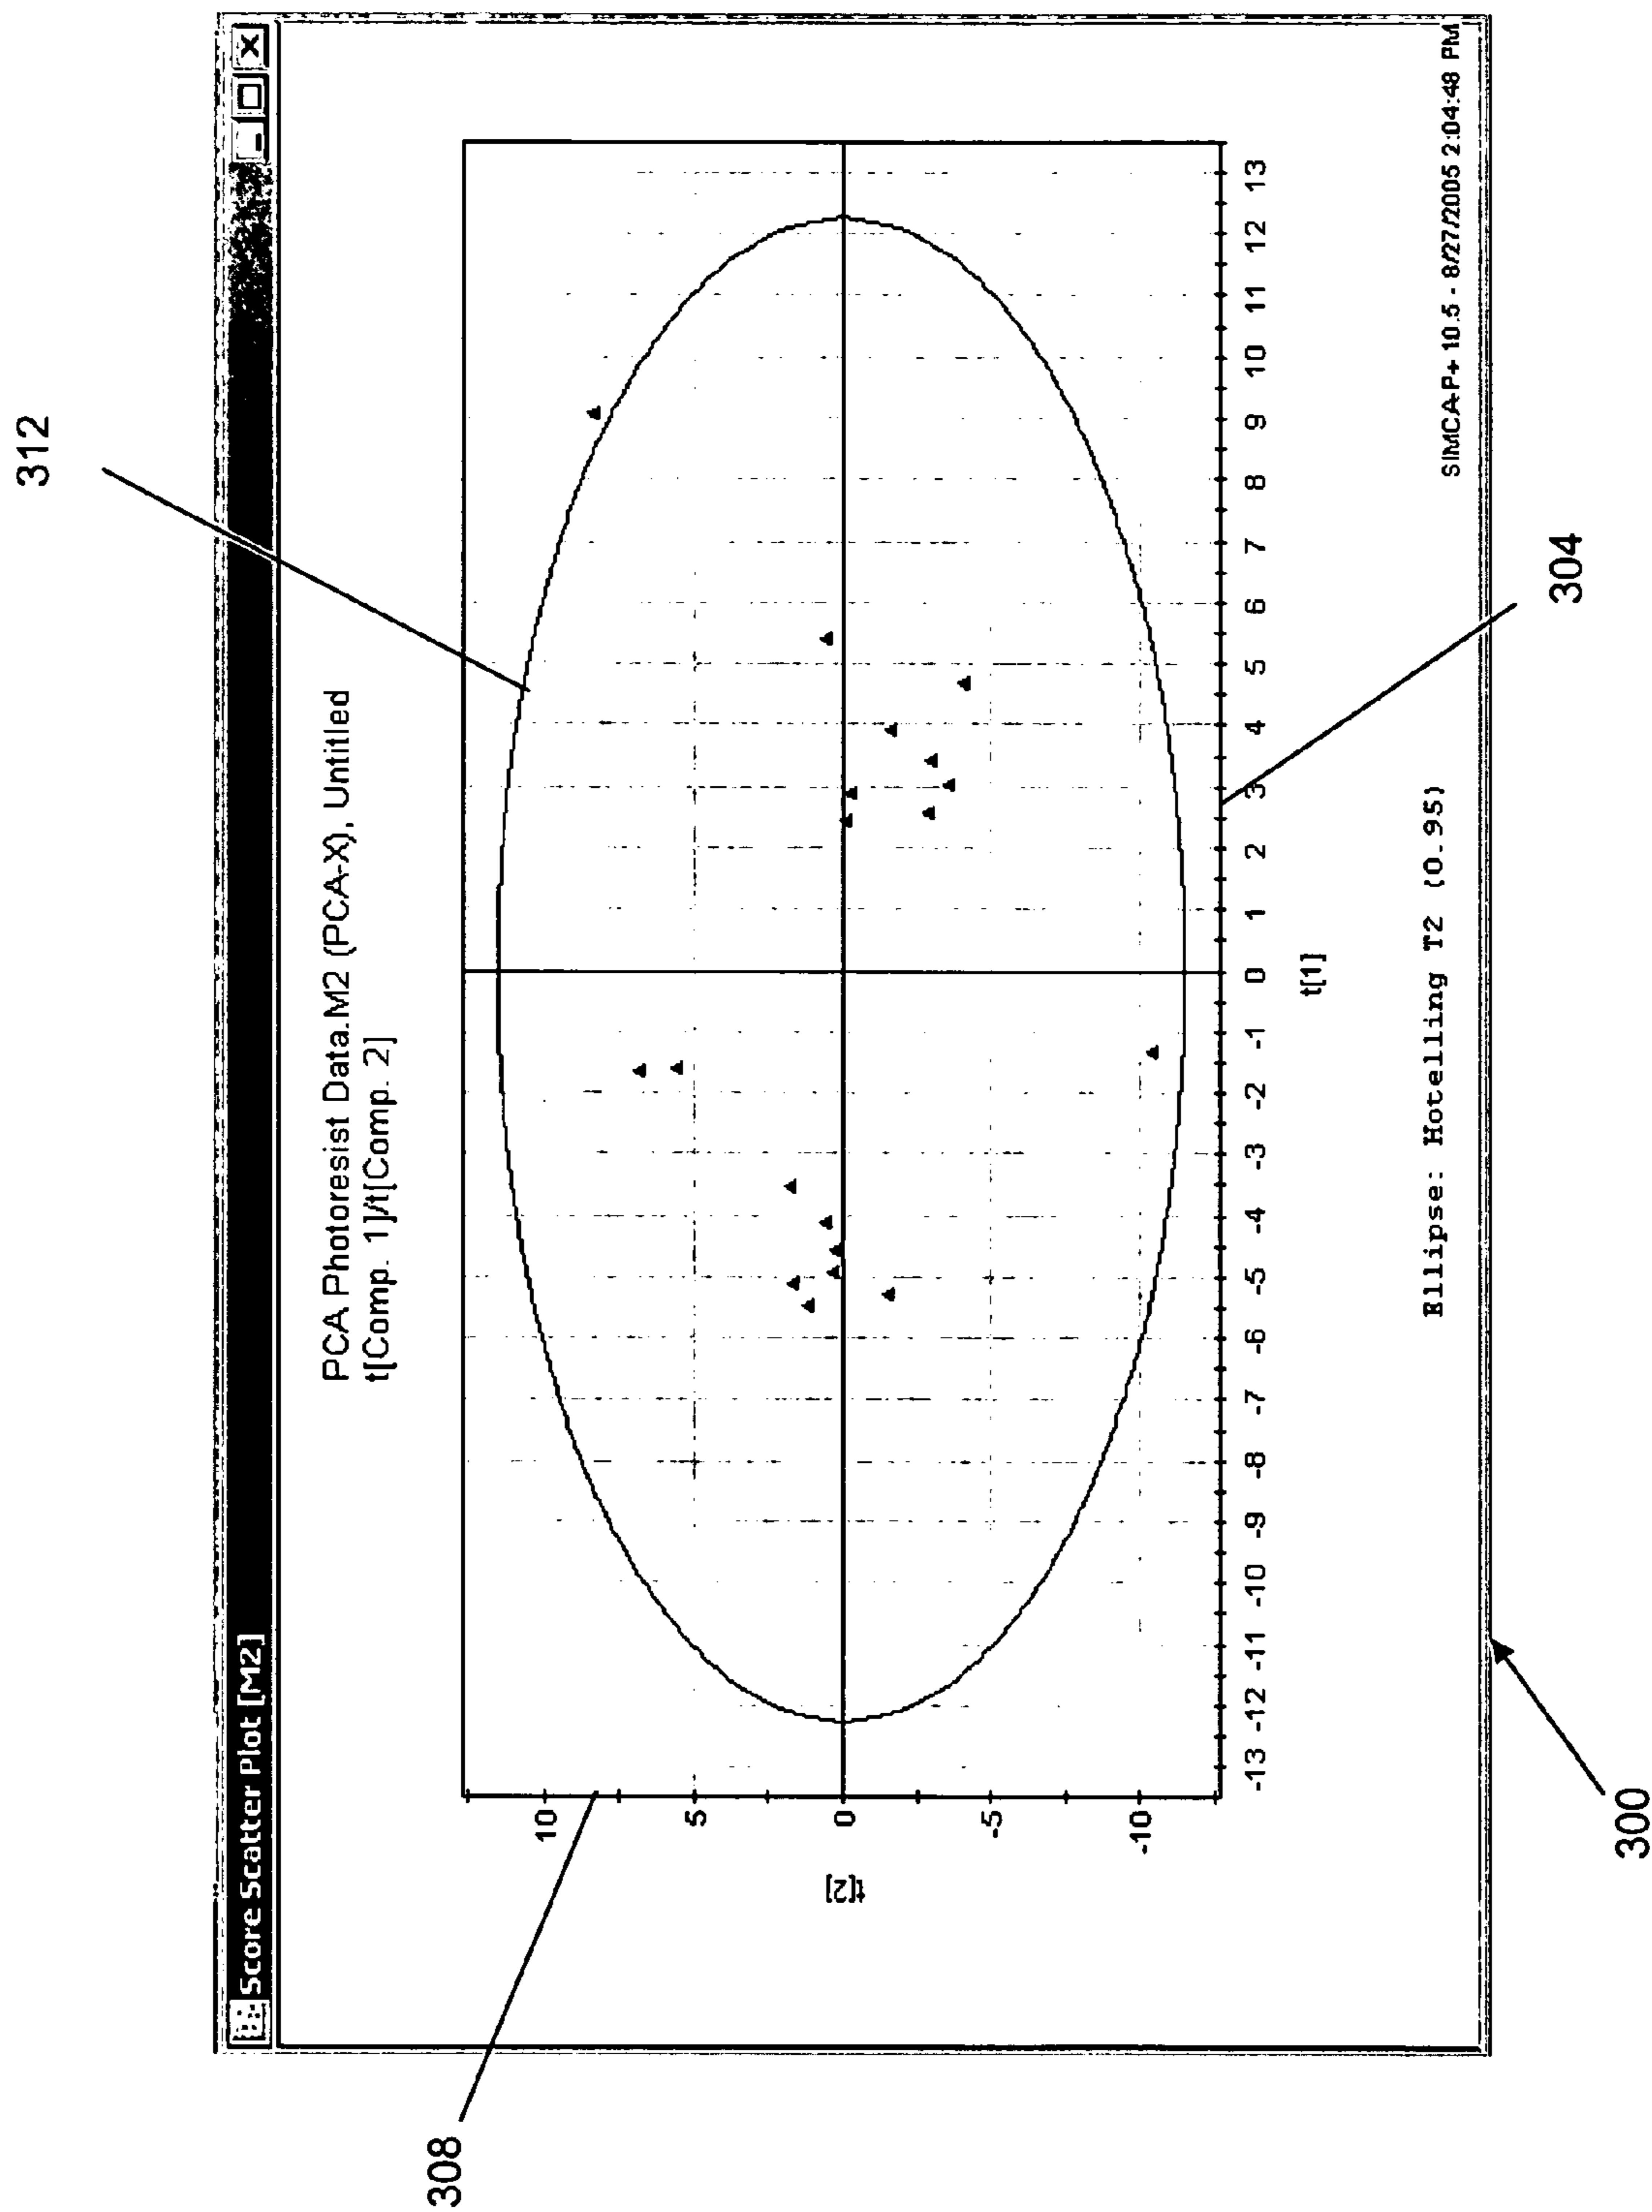 312
Score Scatter Plot [M2]
PCA Photoresist Data.M2 (PCA-X), Untitled
t[Comp. 1]/t[Comp. 2]
308
10
5
0
-5
-10
t[2]
-13 -12 -11 -10 -9 -8 -7 -6 -5 -4 -3 -2 -1 0 1 2 3 4 5 6 7 8 9 10 11 12 13
t[1]
304
Ellipse: Hotelling T2 (0.95)
SIMCA-P+ 10.5 - 8/27/2005 2:04:48 PM
300